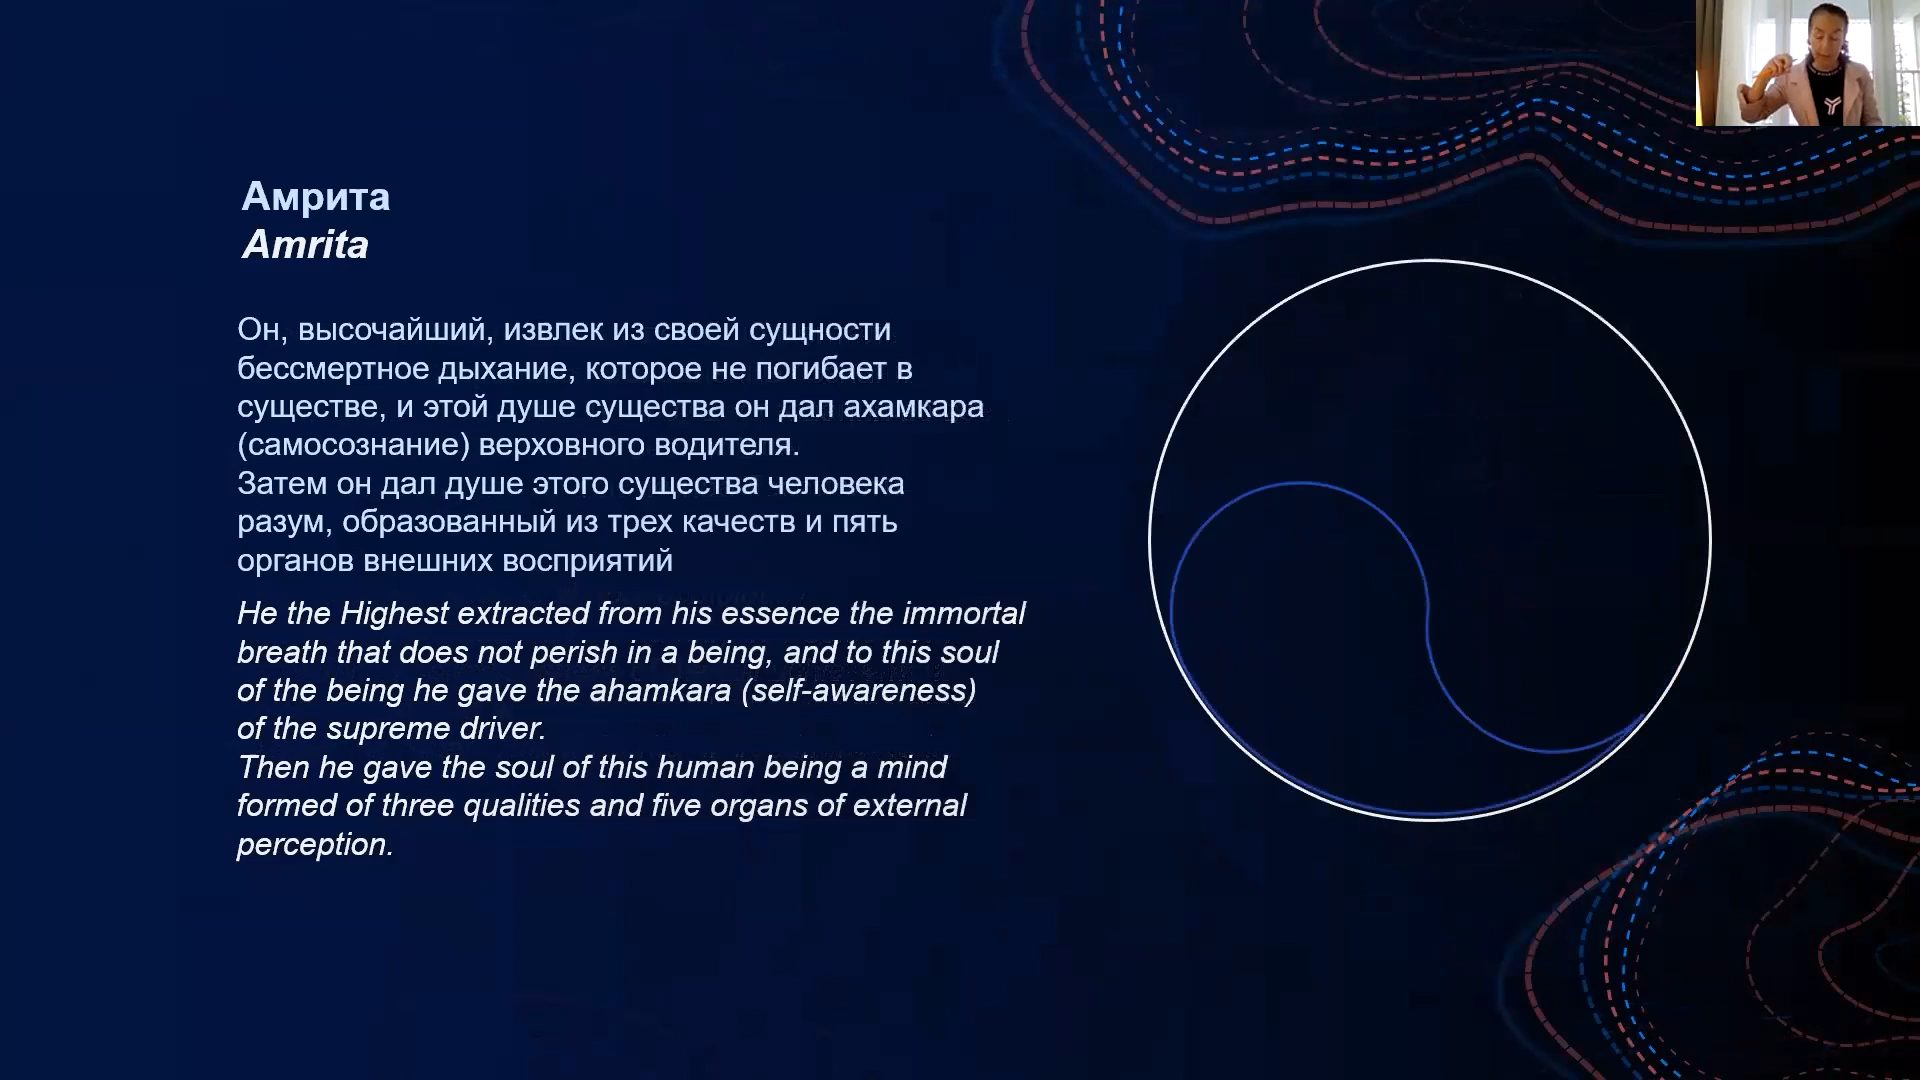 Амрита
Amrita
Он, высочайший, извлек из своей сущности
бессмертное дыхание, которое не погибает в
существе, и этой душе существа он дал ахамкара
(самосознание) верховного водителя.
Затем он дал душе этого существа человека
разум, образованный из трех качеств и пять
органов внешних восприятий
He the Highest extracted from his essence the immortal
breath that does not perish in a being, and to this soul
of the being he gave the ahamkara (self-awareness)
of the supreme driver.
Then he gave the soul of this human being a mind
formed of three qualities and five organs of external
perception.